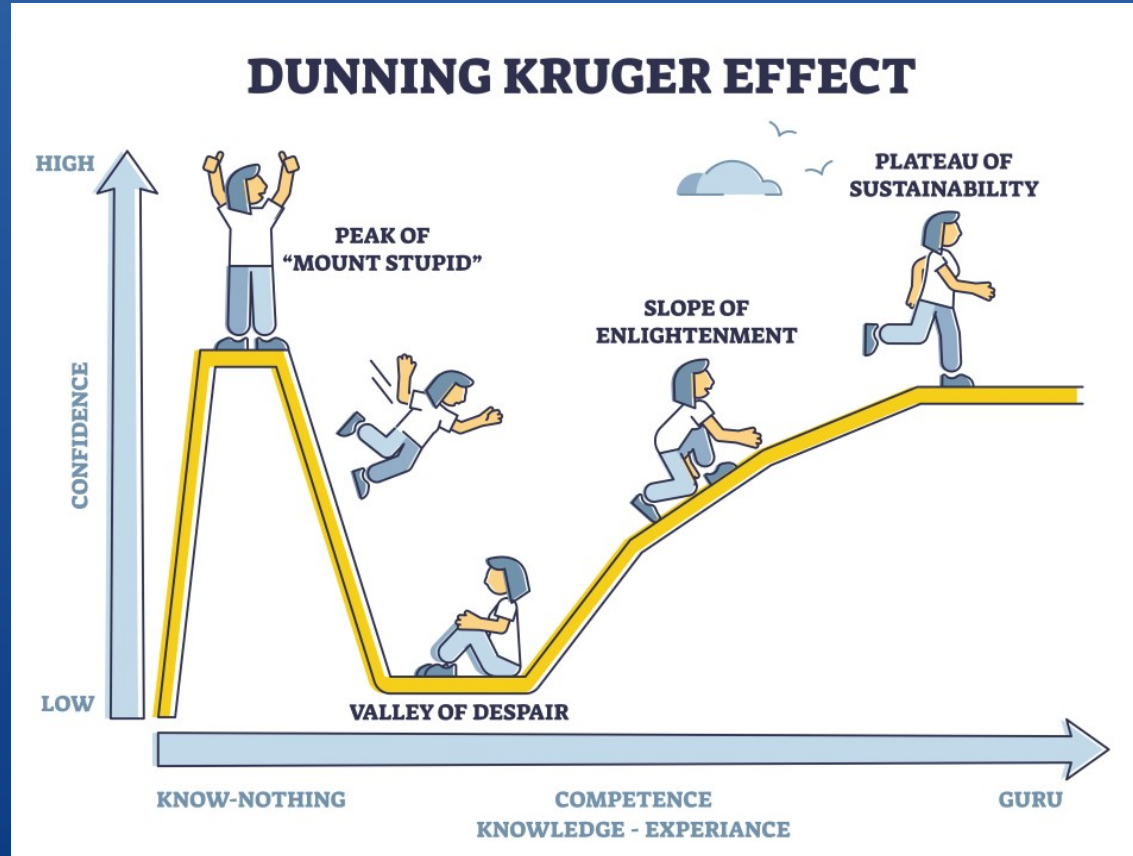 DUNNING KRUGER EFFECT
HIGH
PLATEAU OF
SUSTAINABILITY
PEAK OF
“MOUNT STUPID”
SLOPE OF
ENLIGHTENMENT
CONFIDENCE
LOW
VALLEY OF DESPAIR
KNOW-NOTHING
COMPETENCE
GURU
KNOWLEDGE - EXPERIANCE